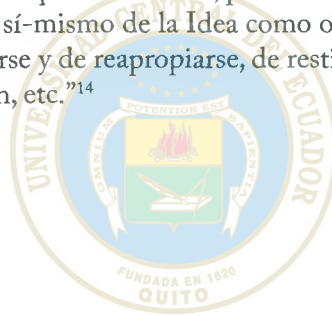 sí-mismo de la Idea como o
rse y de reapropiarse, de resti
n, etc."14
UNIVERSIDAD CENTRAL DEL ECUADOR
POTENTIOR EST
OMNIUM SAPIENTIA
FUNDADA EN 1820
QUITO